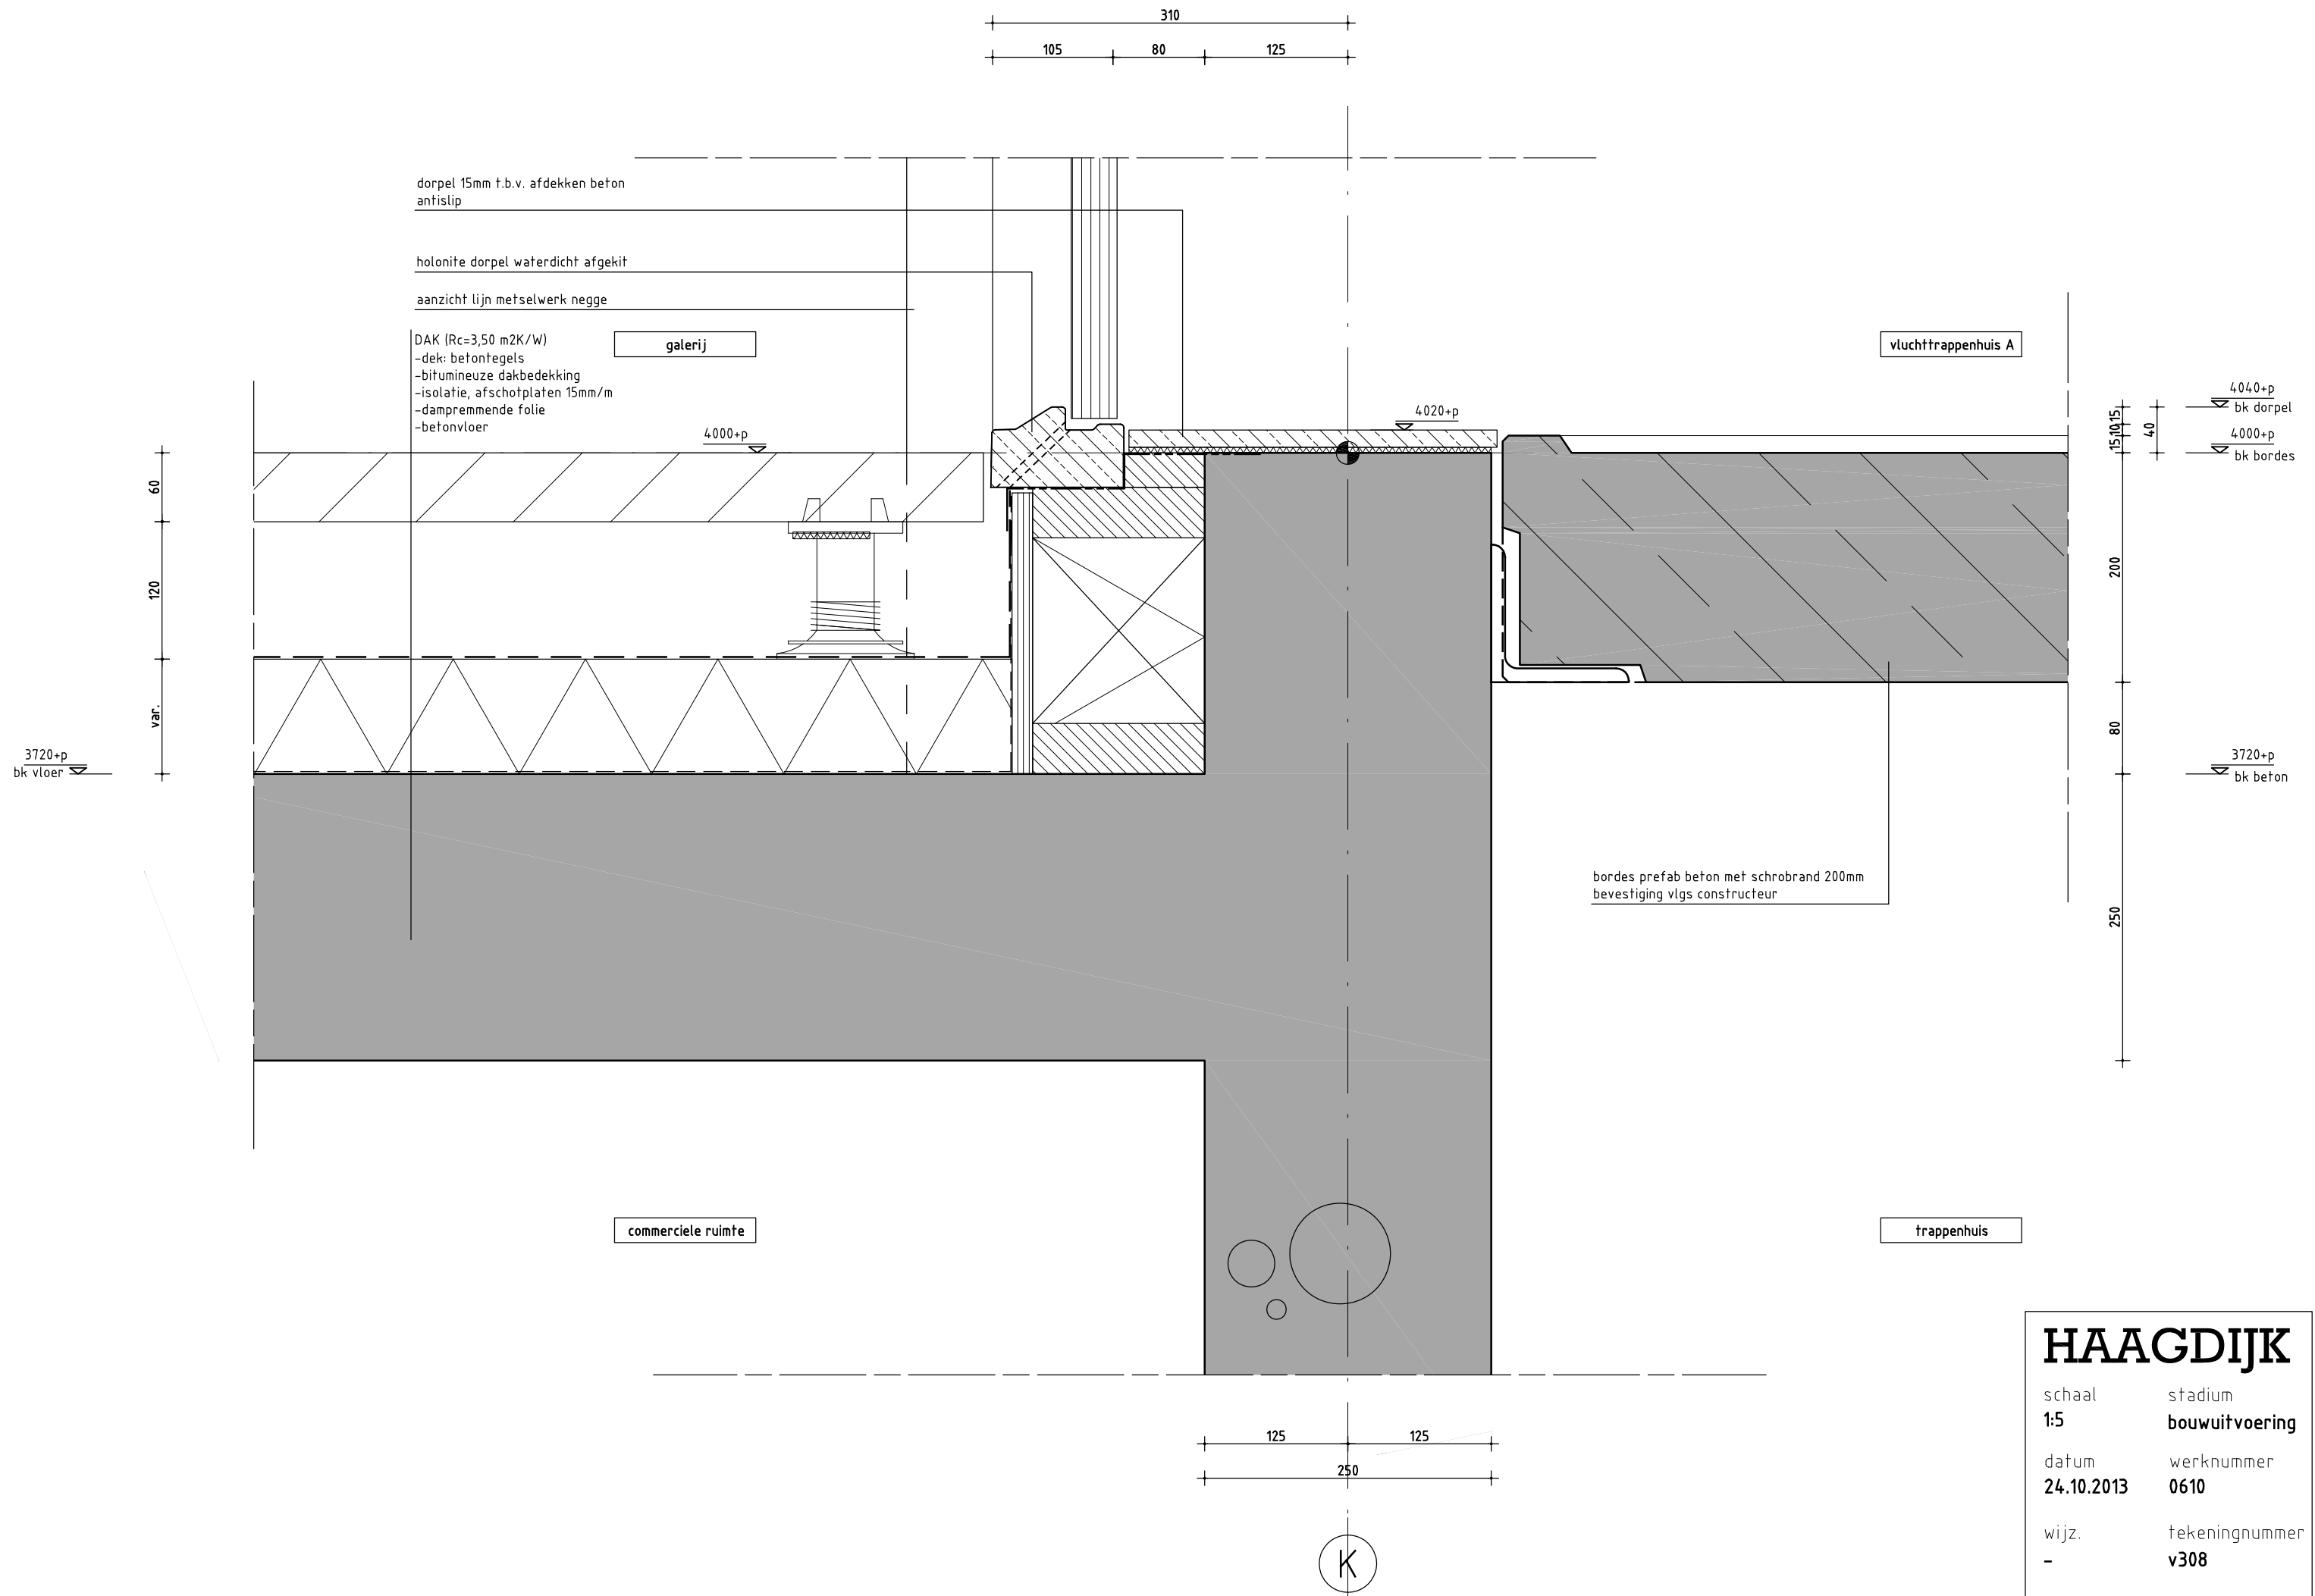 310
105
80
125
dorpel 15mm t.b.v. afdekken beton
antislip
holonite dorpel waterdicht afgekit
aanzicht lijn metselwerk negge
DAK (Rc=3,50 m2K/W)
-dek: betontegels
-bitumineuze dakbedekking
-isolatie, afschotplaten 15mm/m
-dampremmende folie
-betonvloer
galerij
vluchttrappenhuis A
4000+p
4020+p
4040+p
bk dorpel
4000+p
bk bordes
15
10
15
40
60
120
var.
200
80
250
3720+p
bk vloer
3720+p
bk beton
bordes prefab beton met schrobrand 200mm
bevestiging vlgs constructeur
commerciele ruimte
trappenhuis
125
125
250
K
HAAGDIJK
schaal
1:5
stadium
bouwuitvoering
datum
24.10.2013
werknummer
0610
wijz.
-
tekeningnummer
v308